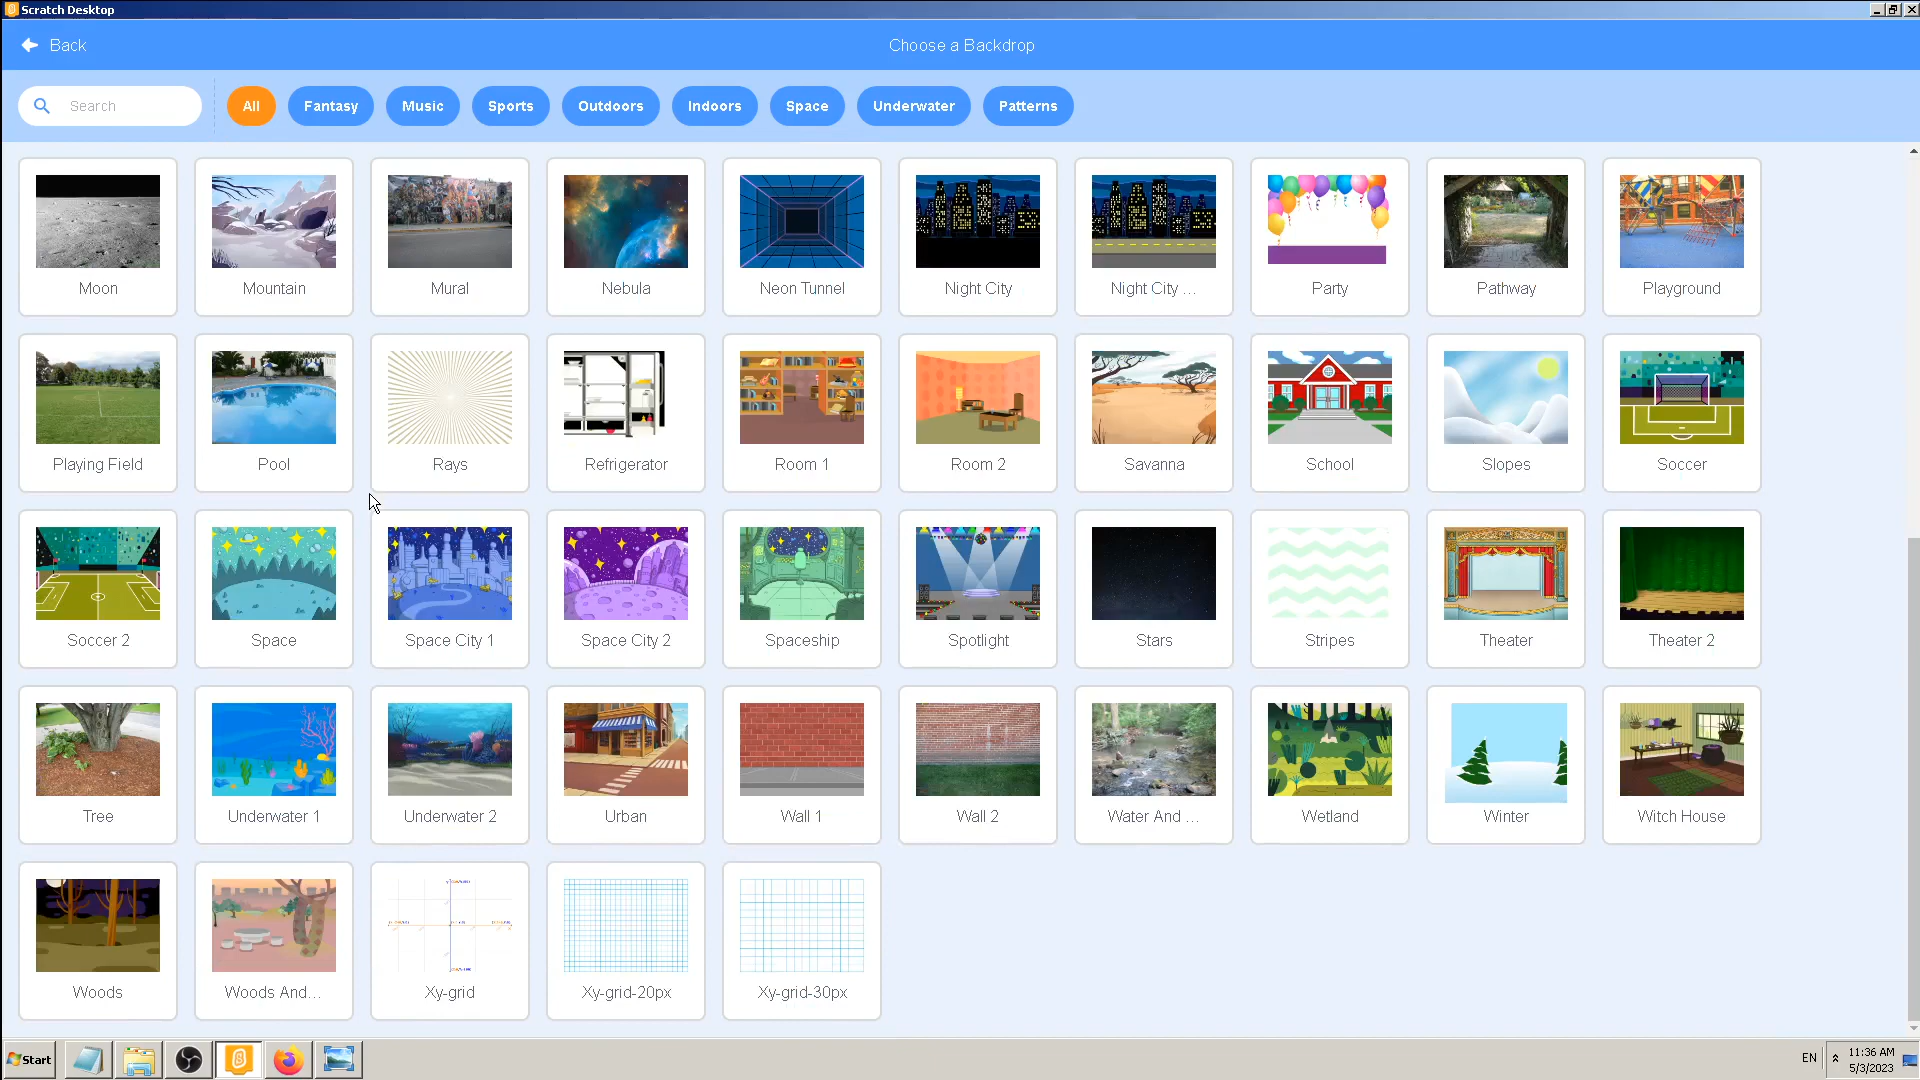 Scratch Desktop
Back
Choose a Backdrop
Search
All
Fantasy
Music
Sports
Outdoors
Indoors
Space
Underwater
Patterns
Moon
Mountain
Mural
Nebula
Neon Tunnel
Night City
Night City ...
Party
Pathway
Playground
Playing Field
Pool
Rays
Refrigerator
Room 1
Room 2
Savanna
School
Slopes
Soccer
Soccer 2
Space
Space City 1
Space City 2
Spaceship
Spotlight
Stars
Stripes
Theater
Theater 2
Tree
Underwater 1
Underwater 2
Urban
Wall 1
Wall 2
Water And ...
Wetland
Winter
Witch House
Woods
Woods And...
Xy-grid
Xy-grid-20px
Xy-grid-30px
Start
EN
11:36 AM
5/3/2023